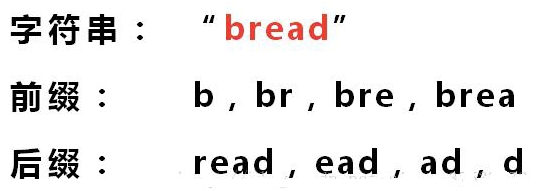 字符串： “bread”
前缀： b , br , bre , brea
后缀： read , ead , ad , d